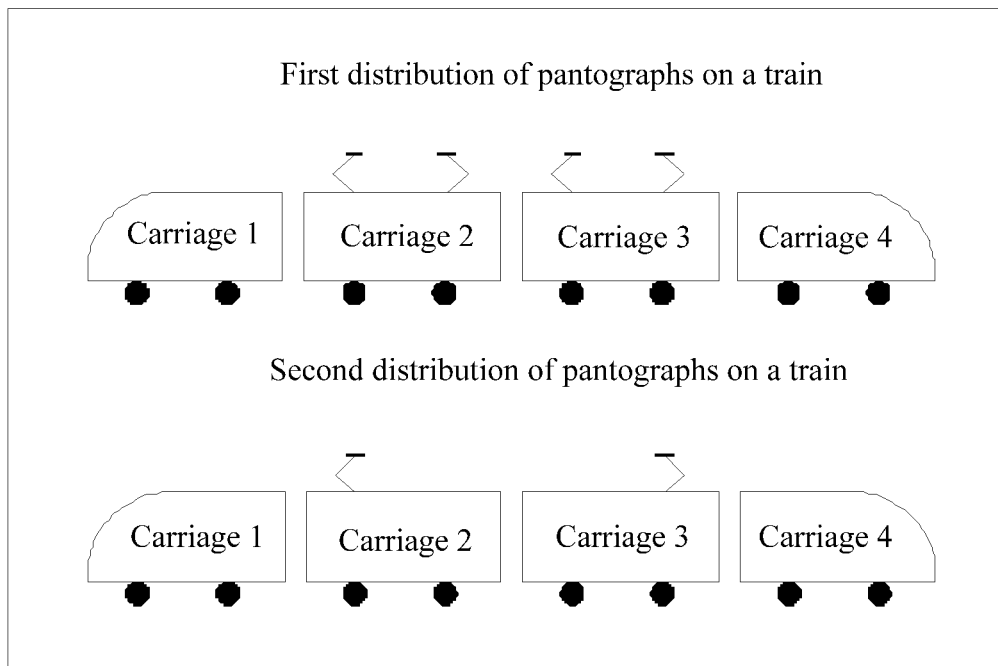 First distribution of pantographs on a train
Carriage 1 Carriage 2 Carriage 3 Carriage 4
Second distribution of pantographs on a train
Carriage 1 Carriage 2 Carriage 3 Carriage 4